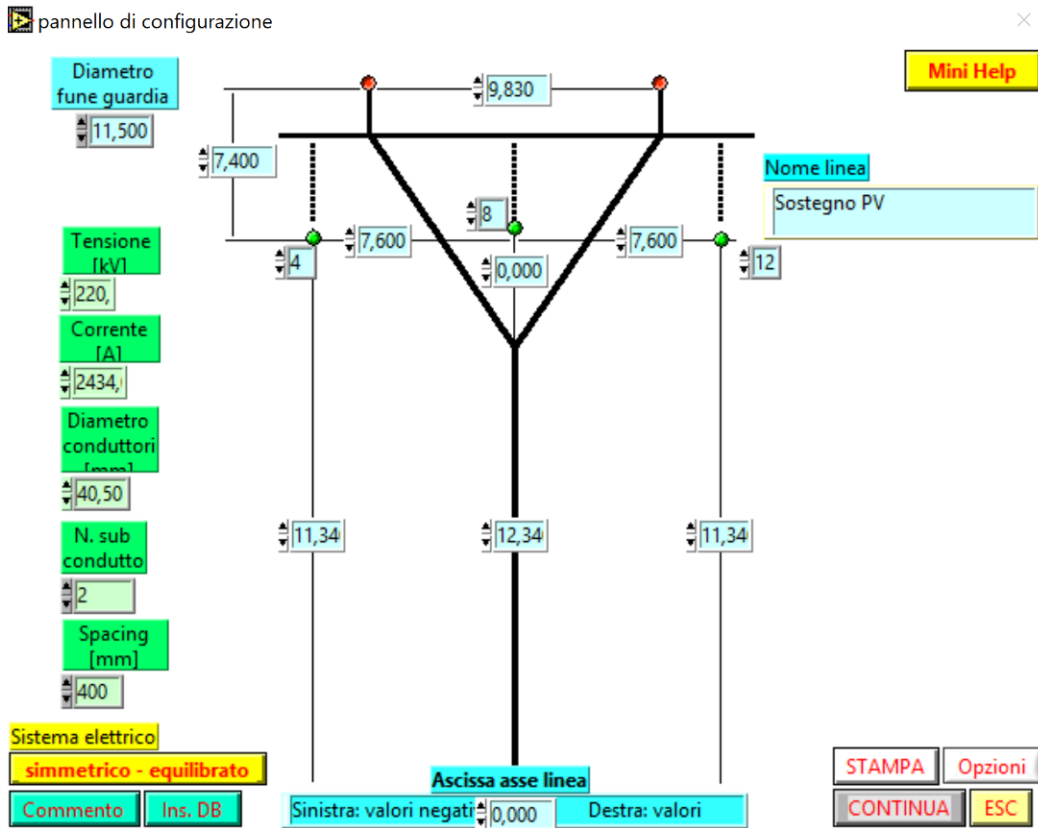 pannello di configurazione
Diametro
fune guardia
11,500
9,830
Mini Help
7,400
Nome linea
Sostegno PV
8
Tensione
[kV]
220,
4
7,600
7,600
0,000
12
Corrente
[A]
2434,
Diametro
conduttori
[mm]
40,50
N. sub
condutto
2
11,34
12,34
11,34
Spacing
[mm]
400
Sistema elettrico
simmetrico - equilibrato
Commento
Ins. DB
Ascissa asse linea
Sinistra: valori negati
0,000
Destra: valori
STAMPA
Opzioni
CONTINUA
ESC